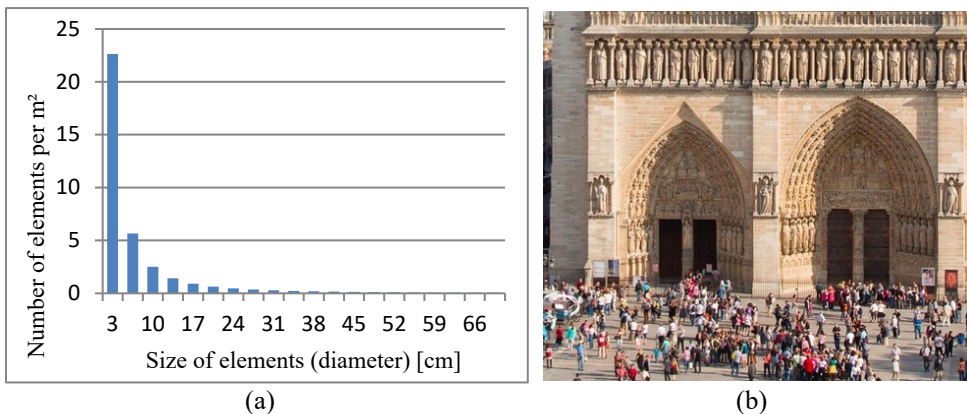 25
20
15
10
5
0
Number of elements per m²
3 10 17 24 31 38 45 52 59 66
Size of elements (diameter) [cm]
(a)
(b)